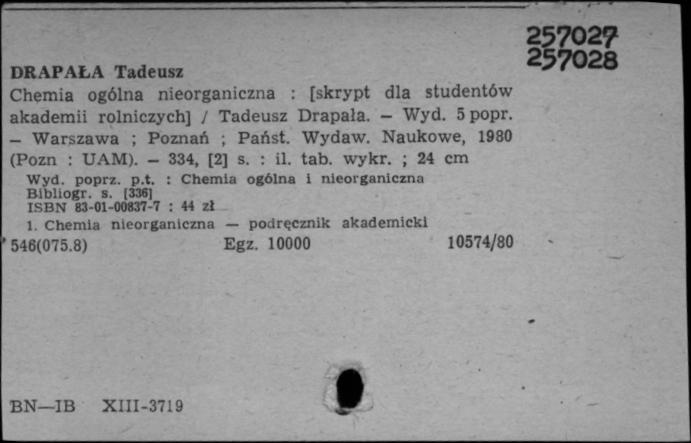 257027
257028
DRAPAŁA Tadeusz
Chemia ogólna nieorganiczna : [skrypt dla studentów
akademii rolniczych] / Tadeusz Drapała. — Wyd. 5 popr.
— Warszawa ; Poznań ; Państ. Wydaw. Naukowe, 1980
(Pozn : UAM). — 334, [2] s. : il. tab. wykr. ; 24 cm
Wyd. poprz. p.t. : Chemia ogólna i nieorganiczna
Bibliogr. s. [336]
ISBN 83-01-00837-7 : 44 zł
1. Chemia nieorganiczna — podręcznik akademicki
546(075.8) Egz. 10000 10574/80
BN—IB XIII-3719